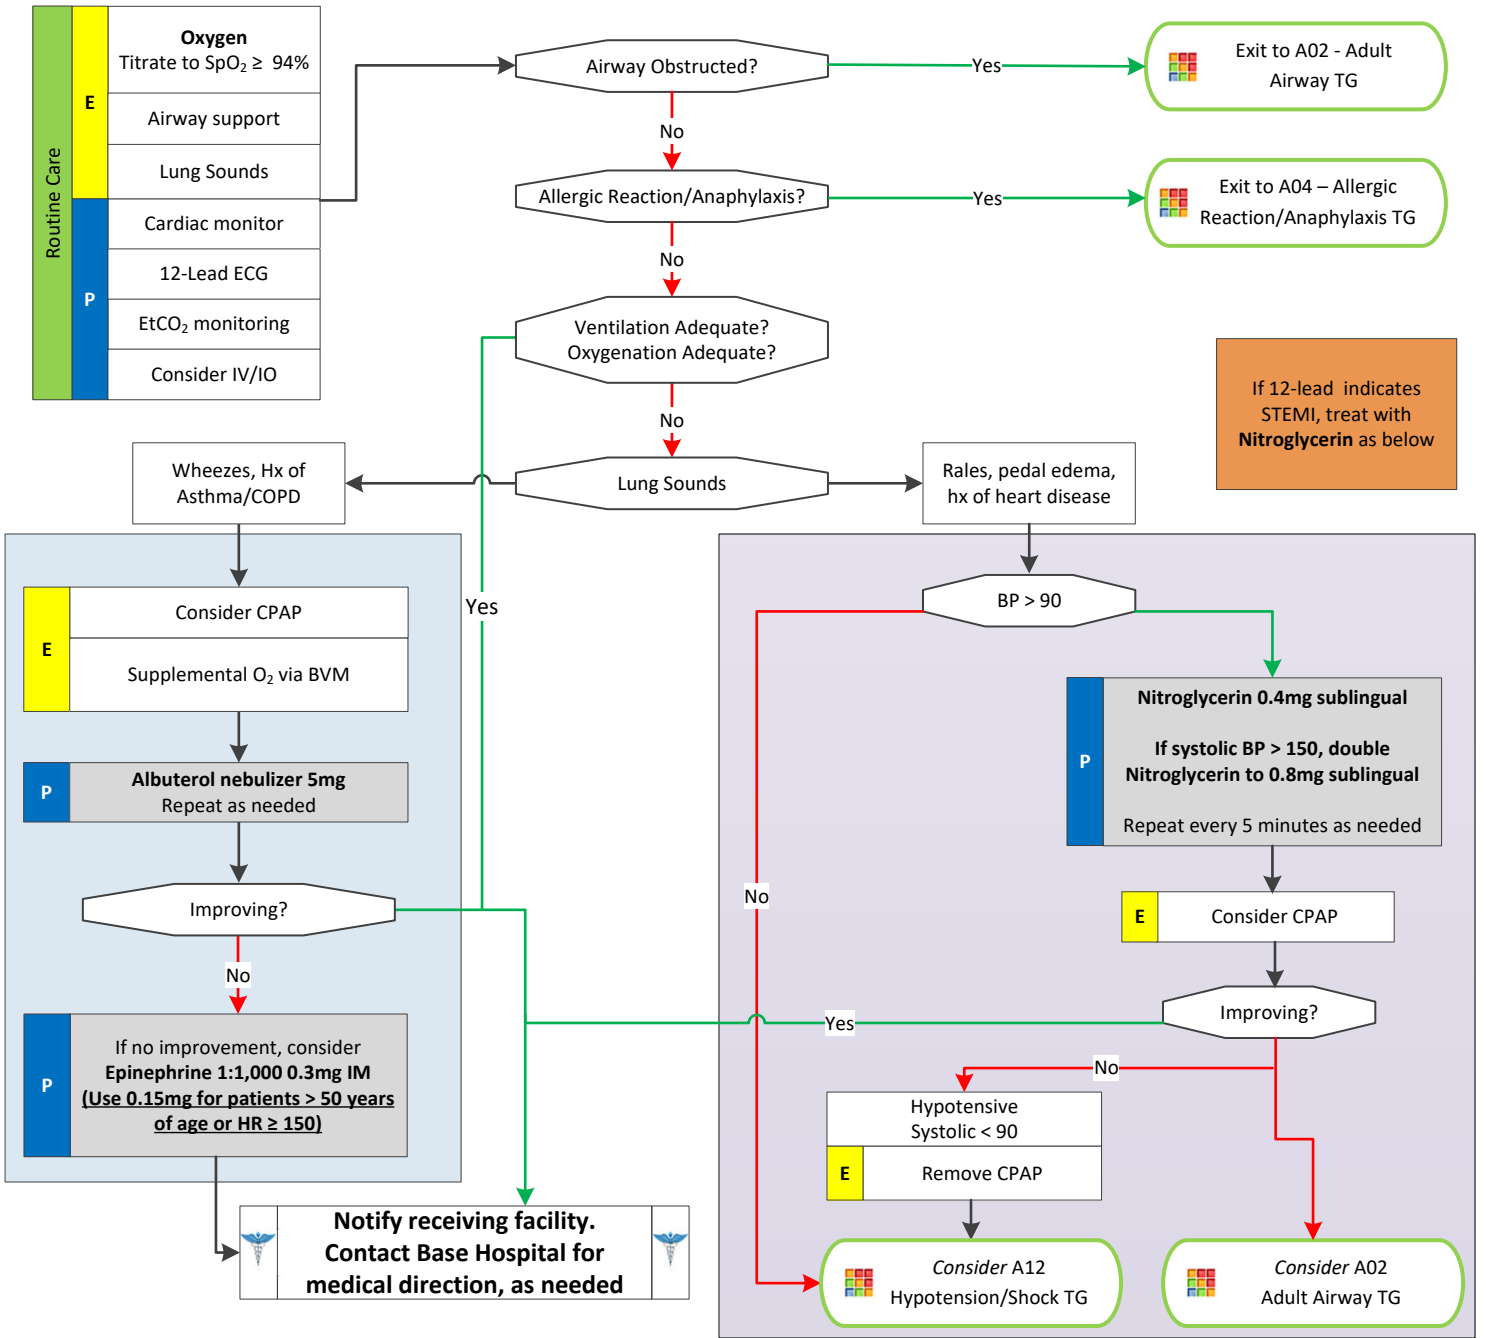 Routine Care
E
P
Oxygen
Titrate to SpO₂ ≥ 94%
Airway support
Lung Sounds
Cardiac monitor
12-Lead ECG
EtCO₂ monitoring
Consider IV/IO
Airway Obstructed?
Yes
Exit to A02 - Adult
Airway TG
No
Allergic Reaction/Anaphylaxis?
Yes
Exit to A04 – Allergic
Reaction/Anaphylaxis TG
No
Ventilation Adequate?
Oxygenation Adequate?
No
If 12-lead indicates
STEMI, treat with
Nitroglycerin as below
Wheezes, Hx of
Asthma/COPD
Lung Sounds
Rales, pedal edema,
hx of heart disease
Yes
E
Consider CPAP
Supplemental O₂ via BVM
P
Albuterol nebulizer 5mg
Repeat as needed
Improving?
No
P
If no improvement, consider
Epinephrine 1:1,000 0.3mg IM
(Use 0.15mg for patients > 50 years
of age or HR ≥ 150)
Notify receiving facility.
Contact Base Hospital for
medical direction, as needed
BP > 90
P
Nitroglycerin 0.4mg sublingual
If systolic BP > 150, double
Nitroglycerin to 0.8mg sublingual
Repeat every 5 minutes as needed
No
E
Consider CPAP
Improving?
Yes
No
Hypotensive
Systolic < 90
E
Remove CPAP
Consider A12
Hypotension/Shock TG
Consider A02
Adult Airway TG